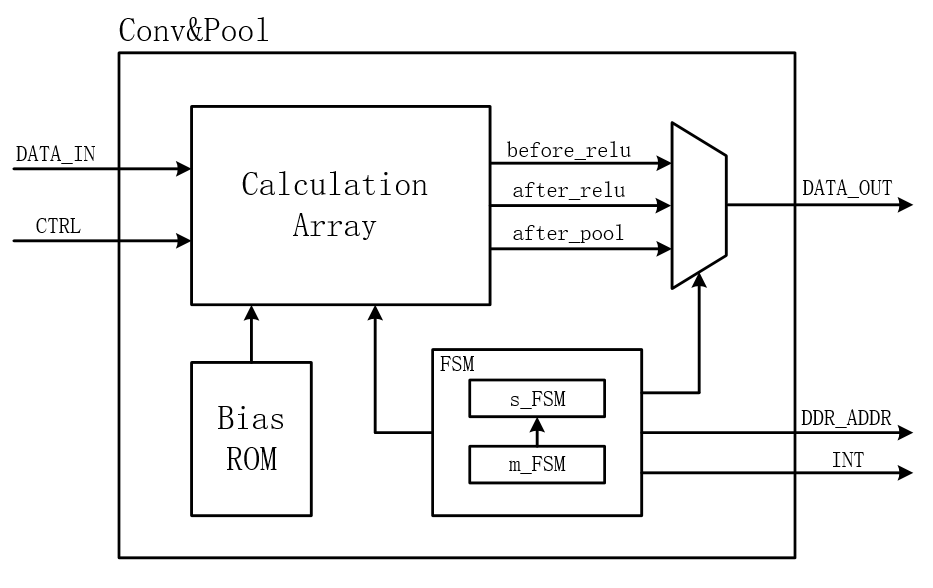 Conv&Pool
DATA_IN
CTRL
Calculation
Array
before_relu
after_relu
after_pool
DATA_OUT
Bias
ROM
FSM
s_FSM
m_FSM
DDR_ADDR
INT